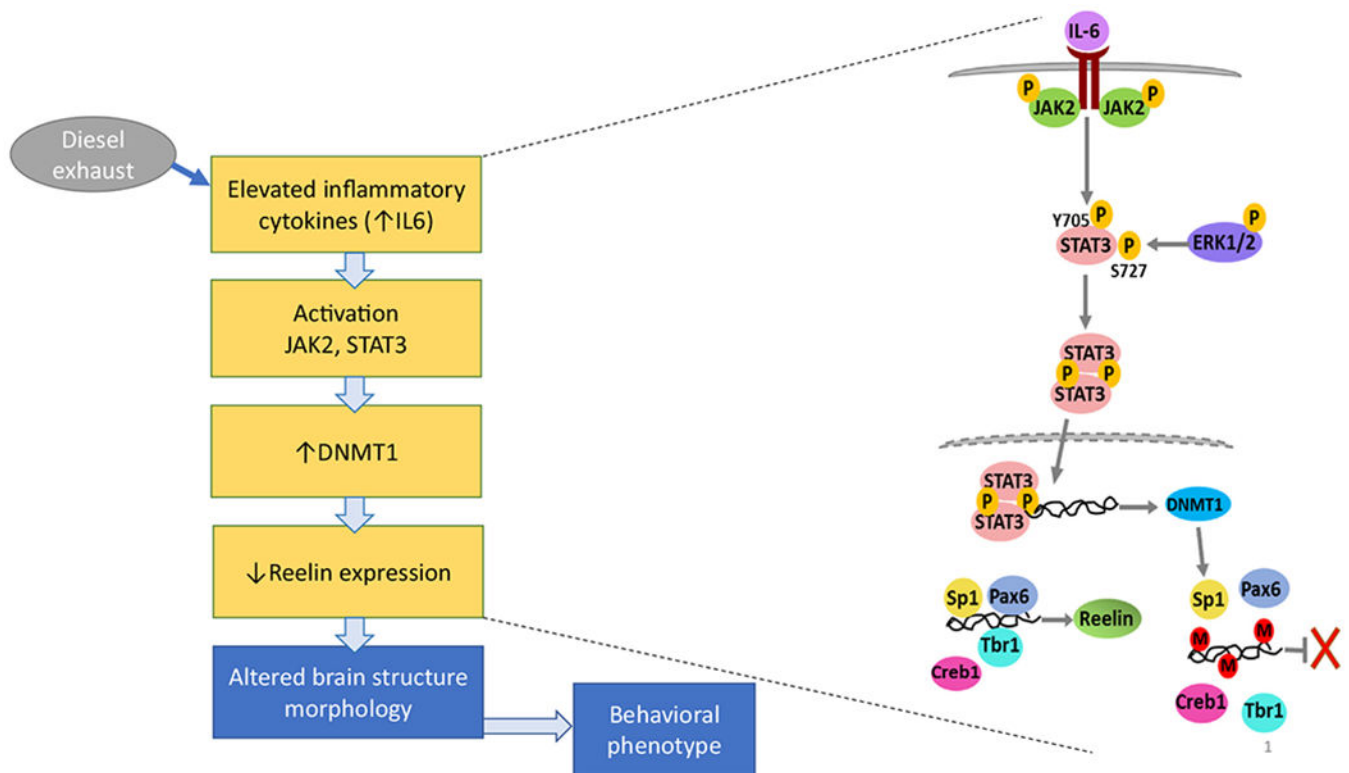 Diesel
exhaust
Elevated inflammatory
cytokines (↑IL6)
Activation
JAK2, STAT3
↑DNMT1
↓Reelin expression
Altered brain structure
morphology
Behavioral
phenotype
IL-6
P
JAK2
JAK2
P
Y705
P
STAT3
P
S727
P
ERK1/2
STAT3
P
P
STAT3
STAT3
P
P
STAT3
DNMT1
Sp1
Pax6
Reelin
Tbr1
Creb1
Sp1
Pax6
M
M
M
X
Creb1
Tbr1
1